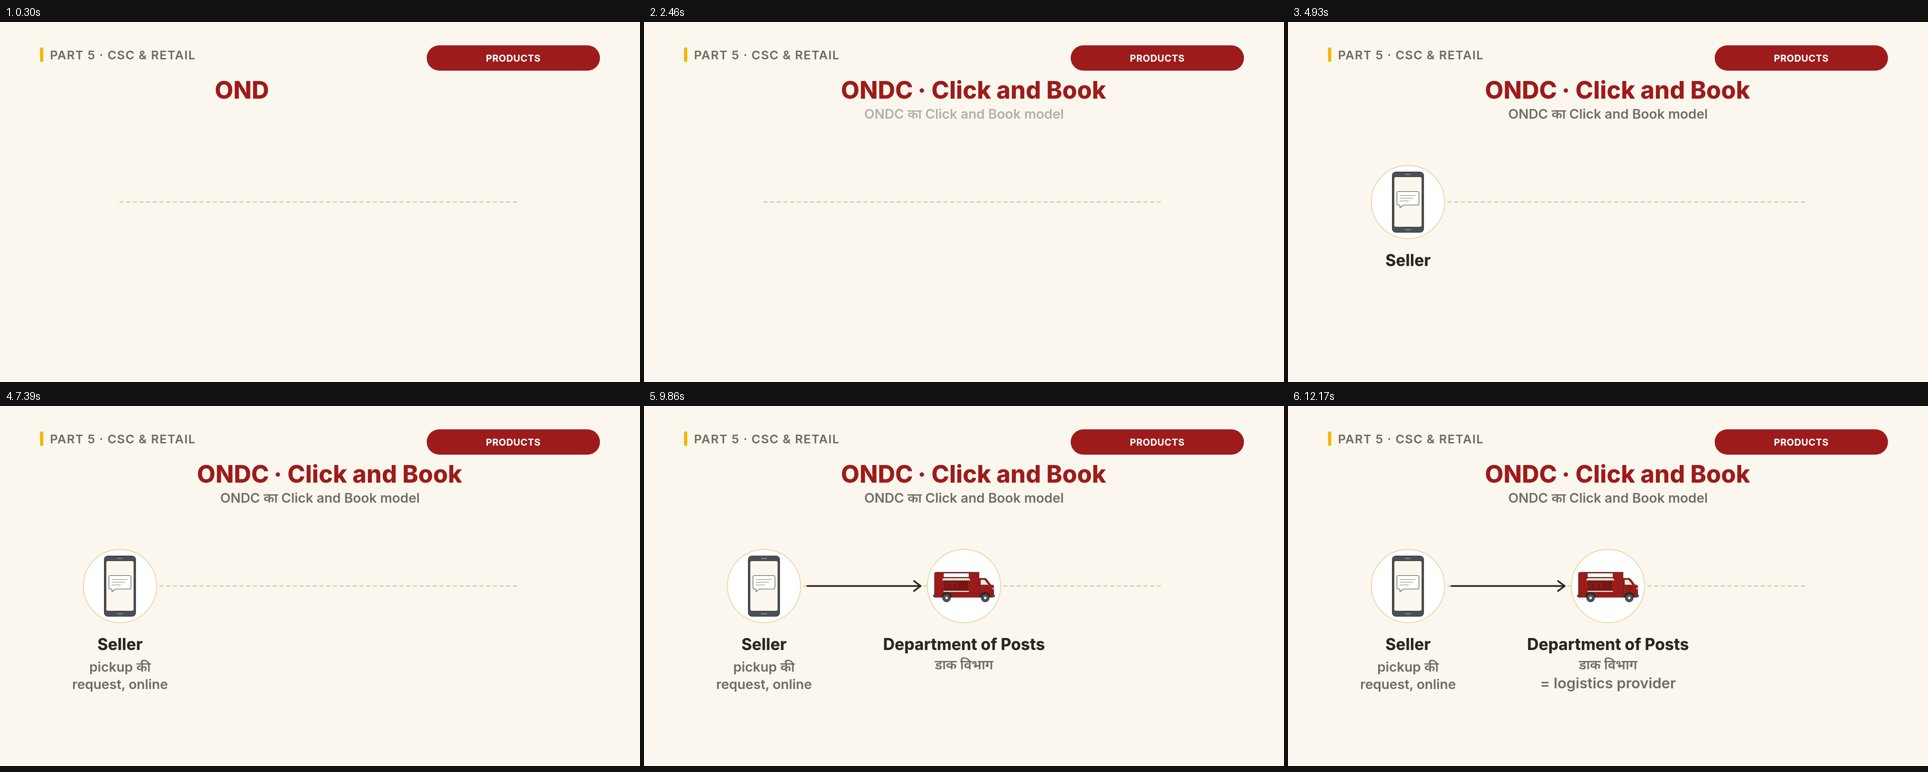 1. 0.30s
PART 5 · CSC & RETAIL
PRODUCTS
OND
2. 2.46s
PART 5 · CSC & RETAIL
PRODUCTS
ONDC · Click and Book
ONDC का Click and Book model
3. 4.93s
PART 5 · CSC & RETAIL
PRODUCTS
ONDC · Click and Book
ONDC का Click and Book model
Seller
4. 7.39s
PART 5 · CSC & RETAIL
PRODUCTS
ONDC · Click and Book
ONDC का Click and Book model
Seller
pickup की
request, online
5. 9.86s
PART 5 · CSC & RETAIL
PRODUCTS
ONDC · Click and Book
ONDC का Click and Book model
Seller
pickup की
request, online
Department of Posts
डाक विभाग
6. 12.17s
PART 5 · CSC & RETAIL
PRODUCTS
ONDC · Click and Book
ONDC का Click and Book model
Seller
pickup की
request, online
Department of Posts
डाक विभाग
= logistics provider